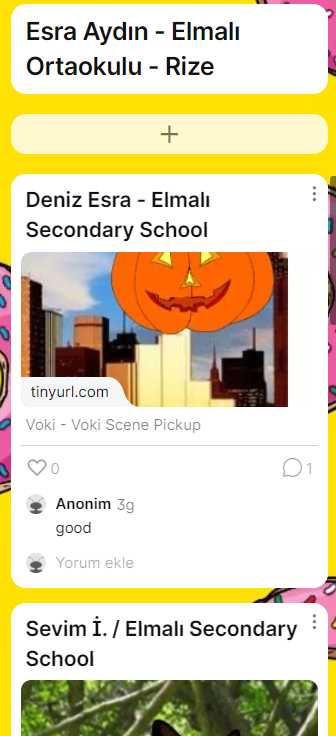 Esra Aydın - Elmalı
Ortaokulu - Rize
+
Deniz Esra - Elmalı
Secondary School
tinyurl.com
Voki - Voki Scene Pickup
0
1
Anonim 3g
good
Yorum ekle
Sevim İ. / Elmalı Secondary
School